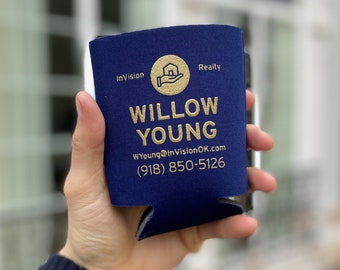 InVision Realty
WILLOW
YOUNG
WYoung@InVisionOK.com
(918) 850-5126